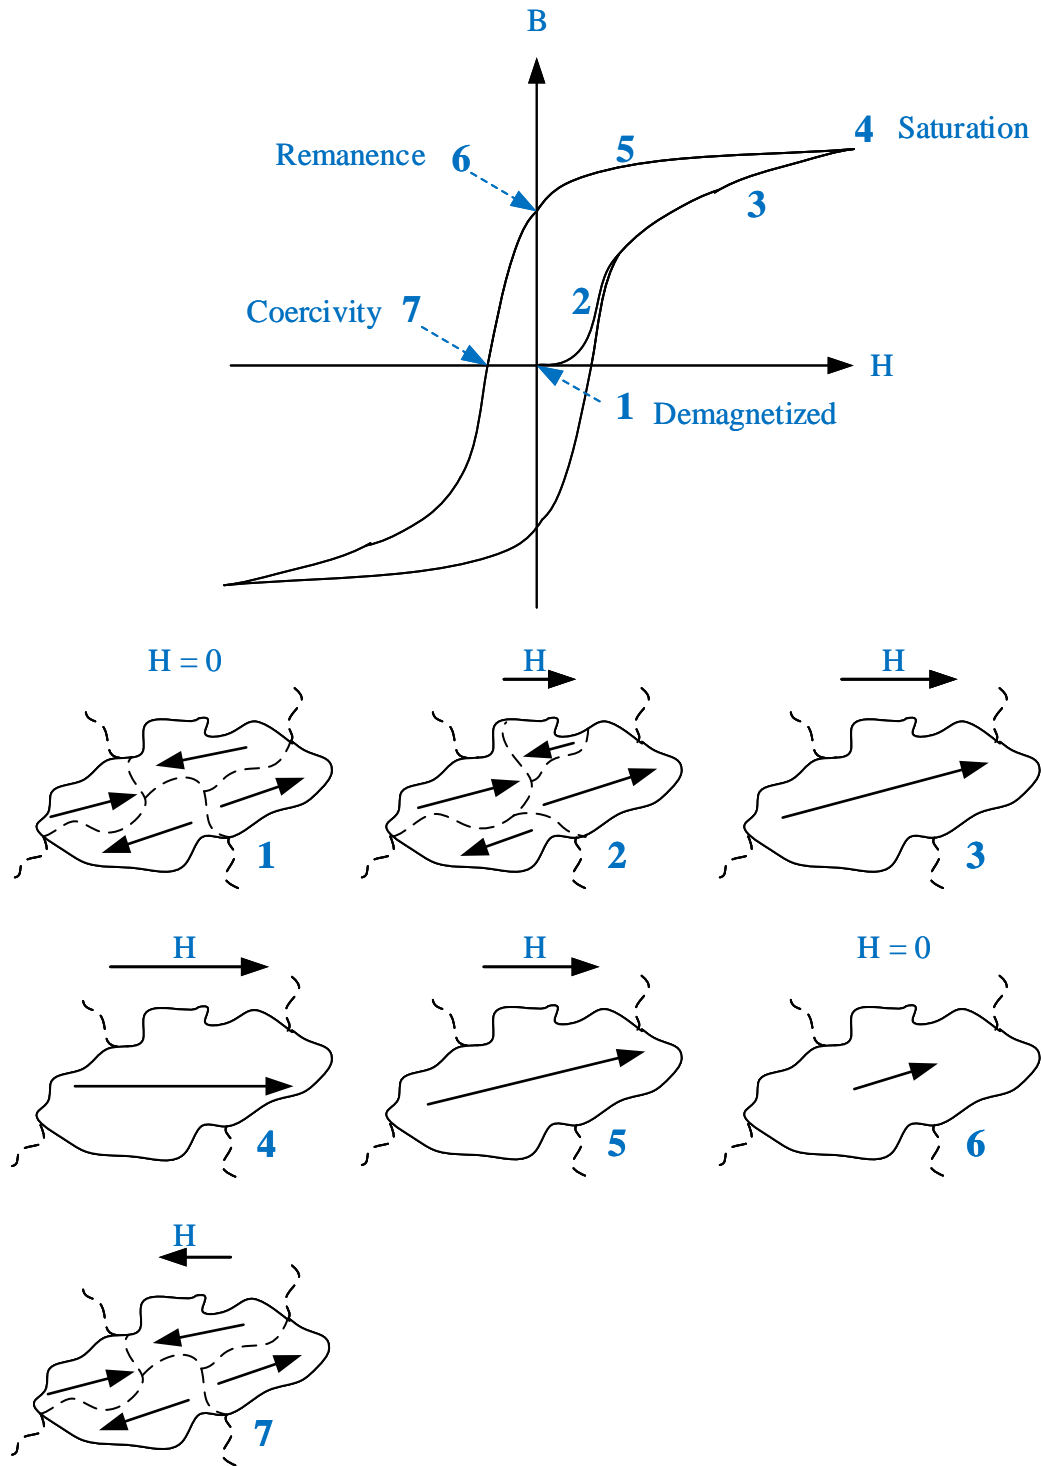 B
4 Saturation
Remanence 6
5
3
Coercivity 7
2
H
1 Demagnetized
H = 0
H
H
1
2
3
H
H
H = 0
4
5
6
H
7